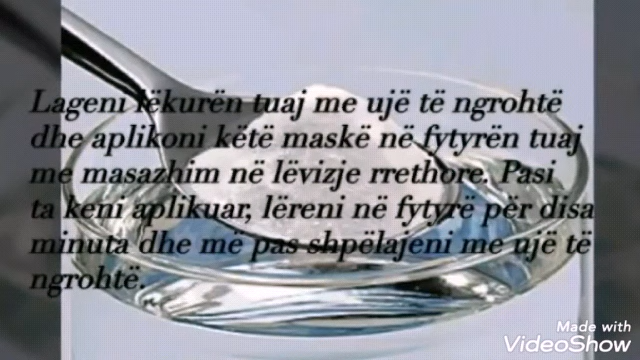 Lageni lëkurën tuaj me ujë të ngrohtë
dhe aplikoni këtë maskë në fytyrën tuaj
me masazhim në lëvizje rrethore. Pasi
ta keni aplikuar, lëreni në fytyrë për disa
minuta dhe më pas shpëlajeni me ujë të
ngrohtë.
Made with
VideoShow